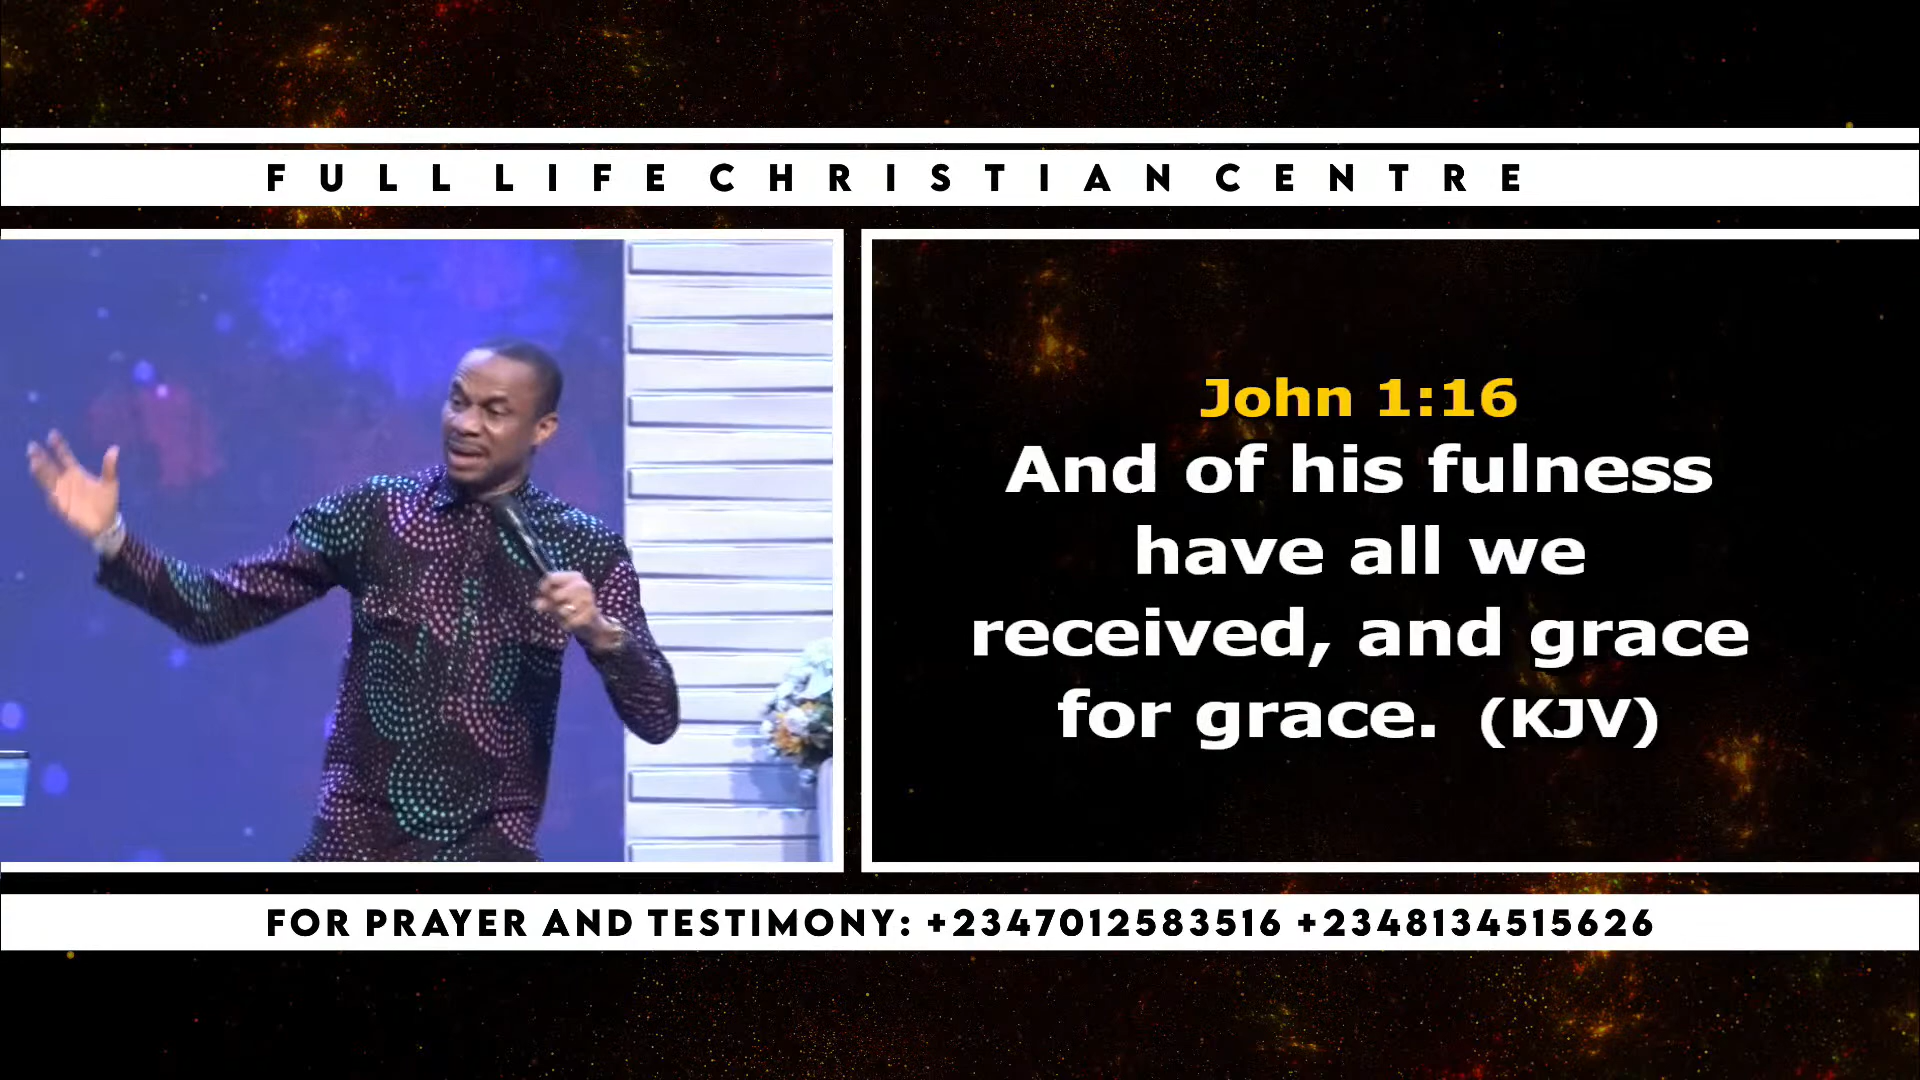 FULL LIFE CHRISTIAN CENTRE
John 1:16
And of his fulness
have all we
received, and grace
for grace. (KJV)
FOR PRAYER AND TESTIMONY: +2347012583516 +2348134515626